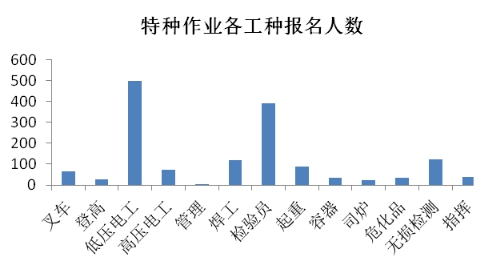 特种作业各工种报名人数
600
500
400
300
200
100
0
叉车
登高
低压电工
高压电工
管理
焊工
检验员
起重
容器
司炉
危化品
无损检测
指挥